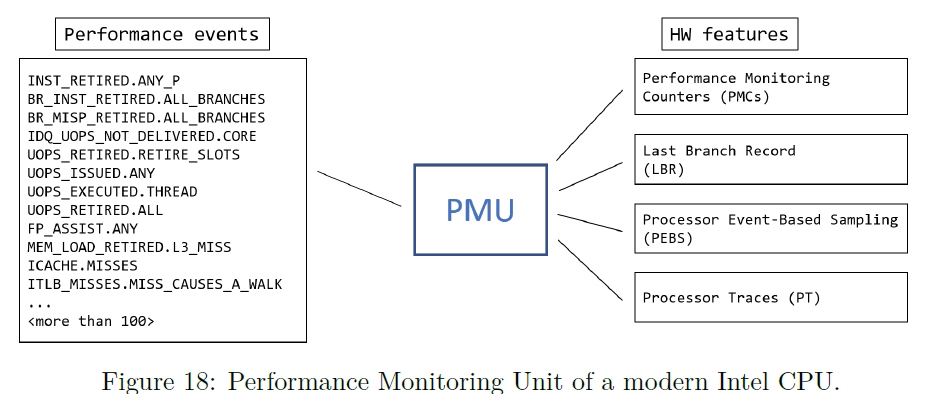 Performance events
INST_RETIRED.ANY_P
BR_INST_RETIRED.ALL_BRANCHES
BR_MISP_RETIRED.ALL_BRANCHES
IDQ_UOPS_NOT_DELIVERED.CORE
UOPS_RETIRED.RETIRE_SLOTS
UOPS_ISSUED.ANY
UOPS_EXECUTED.THREAD
UOPS_RETIRED.ALL
FP_ASSIST.ANY
MEM_LOAD_RETIRED.L3_MISS
ICACHE.MISSES
ITLB_MISSES.MISS_CAUSES_A_WALK
...
<more than 100>
PMU
HW features
Performance Monitoring
Counters (PMCs)
Last Branch Record
(LBR)
Processor Event-Based Sampling
(PEBS)
Processor Traces (PT)
Figure 18: Performance Monitoring Unit of a modern Intel CPU.